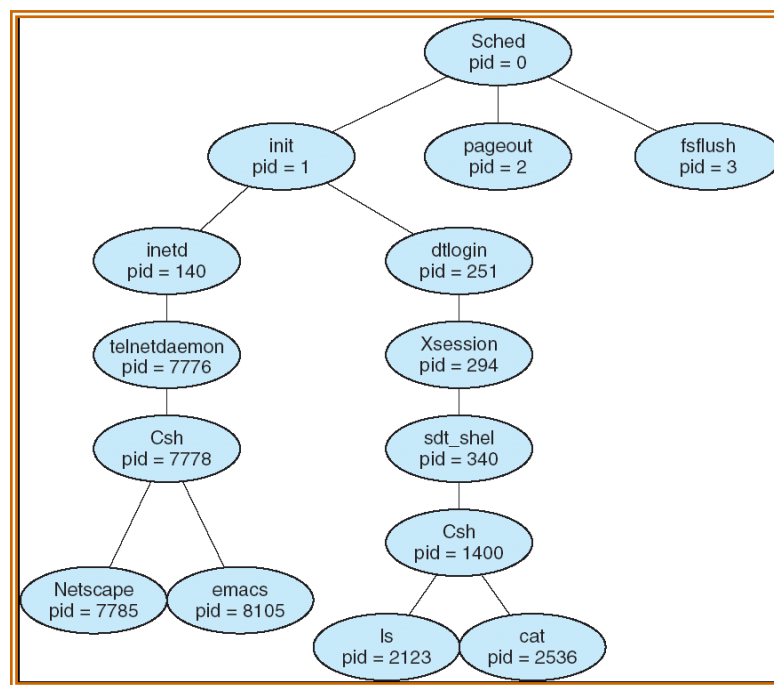 Sched
pid = 0
init
pid = 1
pageout
pid = 2
fsflush
pid = 3
inetd
pid = 140
dtlogin
pid = 251
telnetdaemon
pid = 7776
Xsession
pid = 294
Csh
pid = 7778
sdt_shel
pid = 340
Csh
pid = 1400
Netscape
pid = 7785
emacs
pid = 8105
ls
pid = 2123
cat
pid = 2536